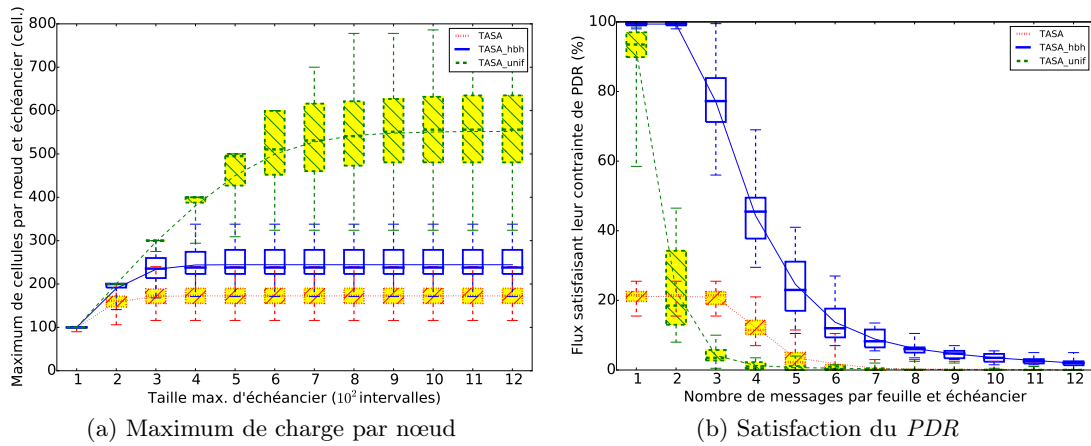 Maximum de cellules par nœud et échéancier (cell.)
800
700
600
500
400
300
200
100
0
1 2 3 4 5 6 7 8 9 10 11 12
Taille max. d'échéancier (10² intervalles)
TASA
TASA_hbh
TASA_unif
(a) Maximum de charge par nœud
Flux satisfaisant leur contrainte de PDR (%)
100
80
60
40
20
0
1 2 3 4 5 6 7 8 9 10 11 12
Nombre de messages par feuille et échéancier
TASA
TASA_hbh
TASA_unif
(b) Satisfaction du PDR